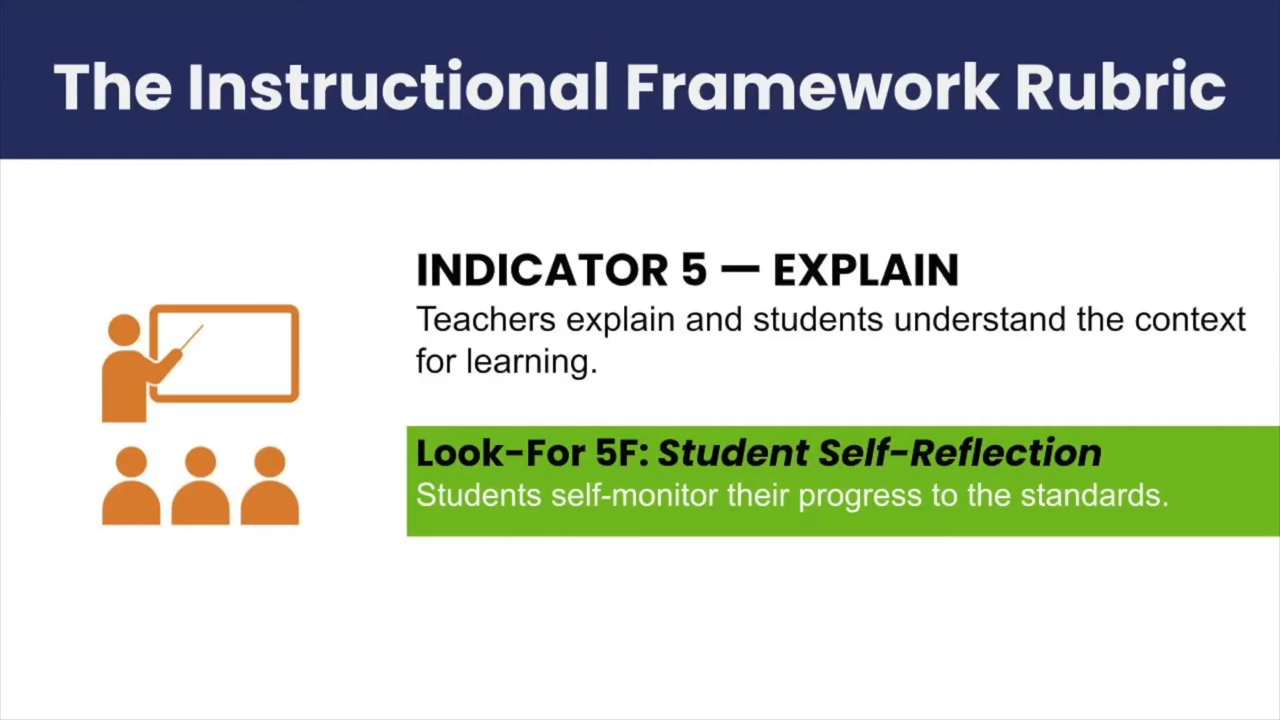 The Instructional Framework Rubric
INDICATOR 5 — EXPLAIN
Teachers explain and students understand the context
for learning.
Look-For 5F: Student Self-Reflection
Students self-monitor their progress to the standards.